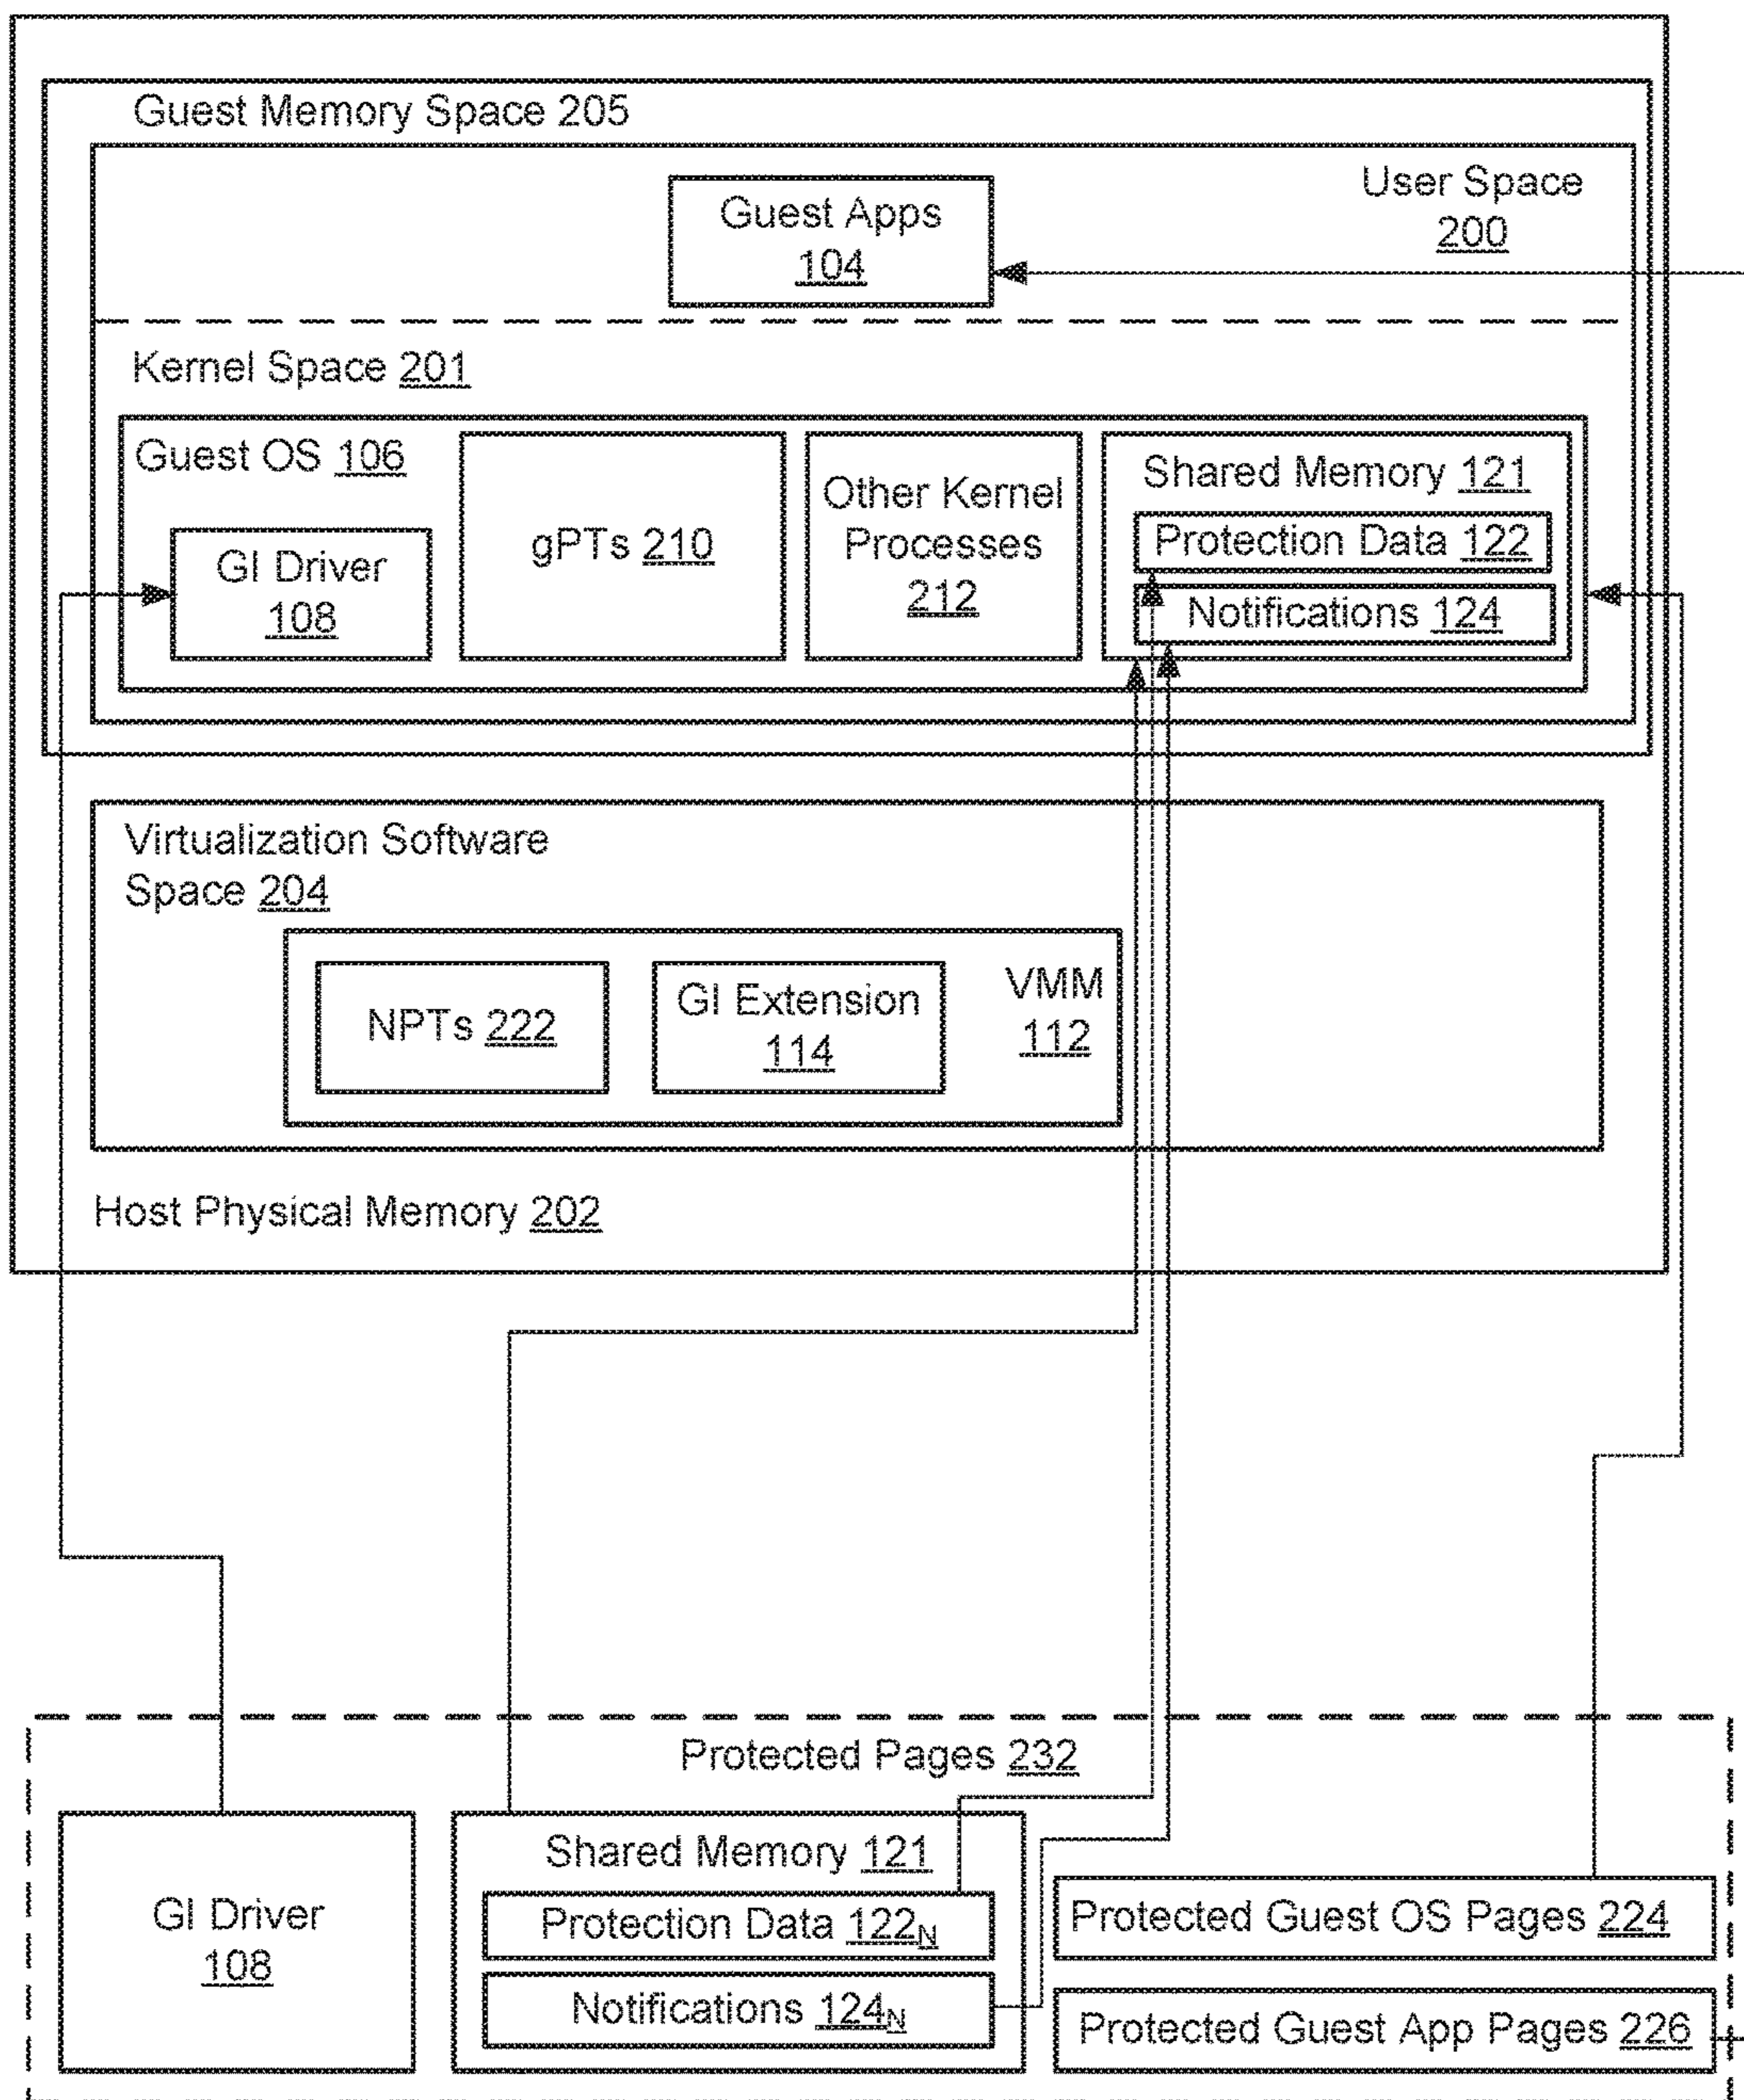 Guest Memory Space 205
User Space
200
Guest Apps
104
Kernel Space 201
Guest OS 106
GI Driver
108
gPTs 210
Other Kernel
Processes
212
Shared Memory 121
Protection Data 122
Notifications 124
Virtualization Software
Space 204
NPTs 222
GI Extension
114
VMM
112
Host Physical Memory 202
Protected Pages 232
GI Driver
108
Shared Memory 121
Protection Data 122N
Notifications 124N
Protected Guest OS Pages 224
Protected Guest App Pages 226